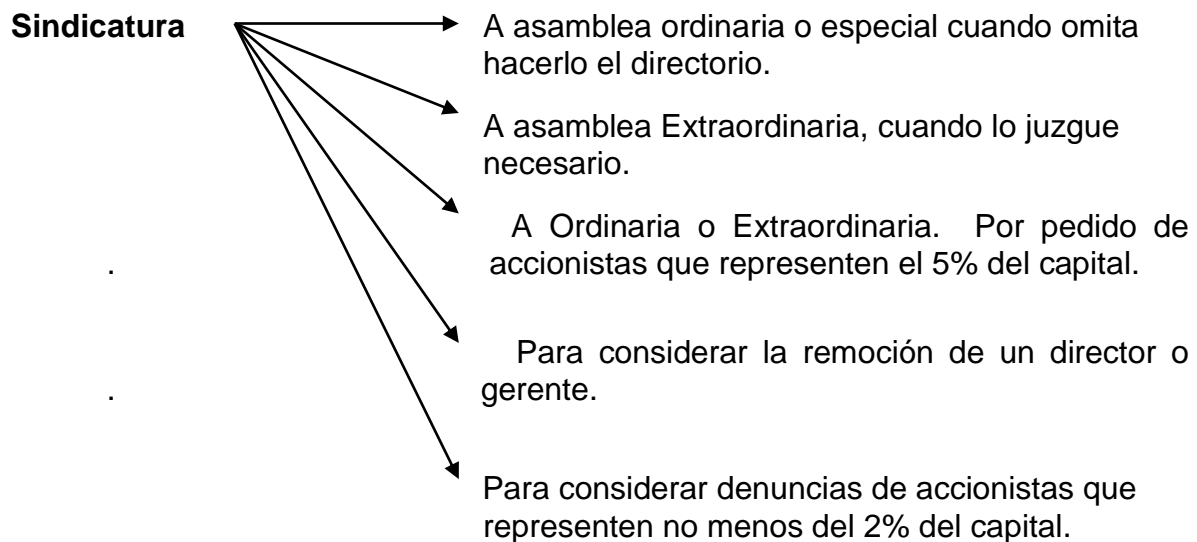 Sindicatura
A asamblea ordinaria o especial cuando omita
hacerlo el directorio.
A asamblea Extraordinaria, cuando lo juzgue
necesario.
A Ordinaria o Extraordinaria. Por pedido de
. accionistas que representen el 5% del capital.
Para considerar la remoción de un director o
. gerente.
Para considerar denuncias de accionistas que
representen no menos del 2% del capital.